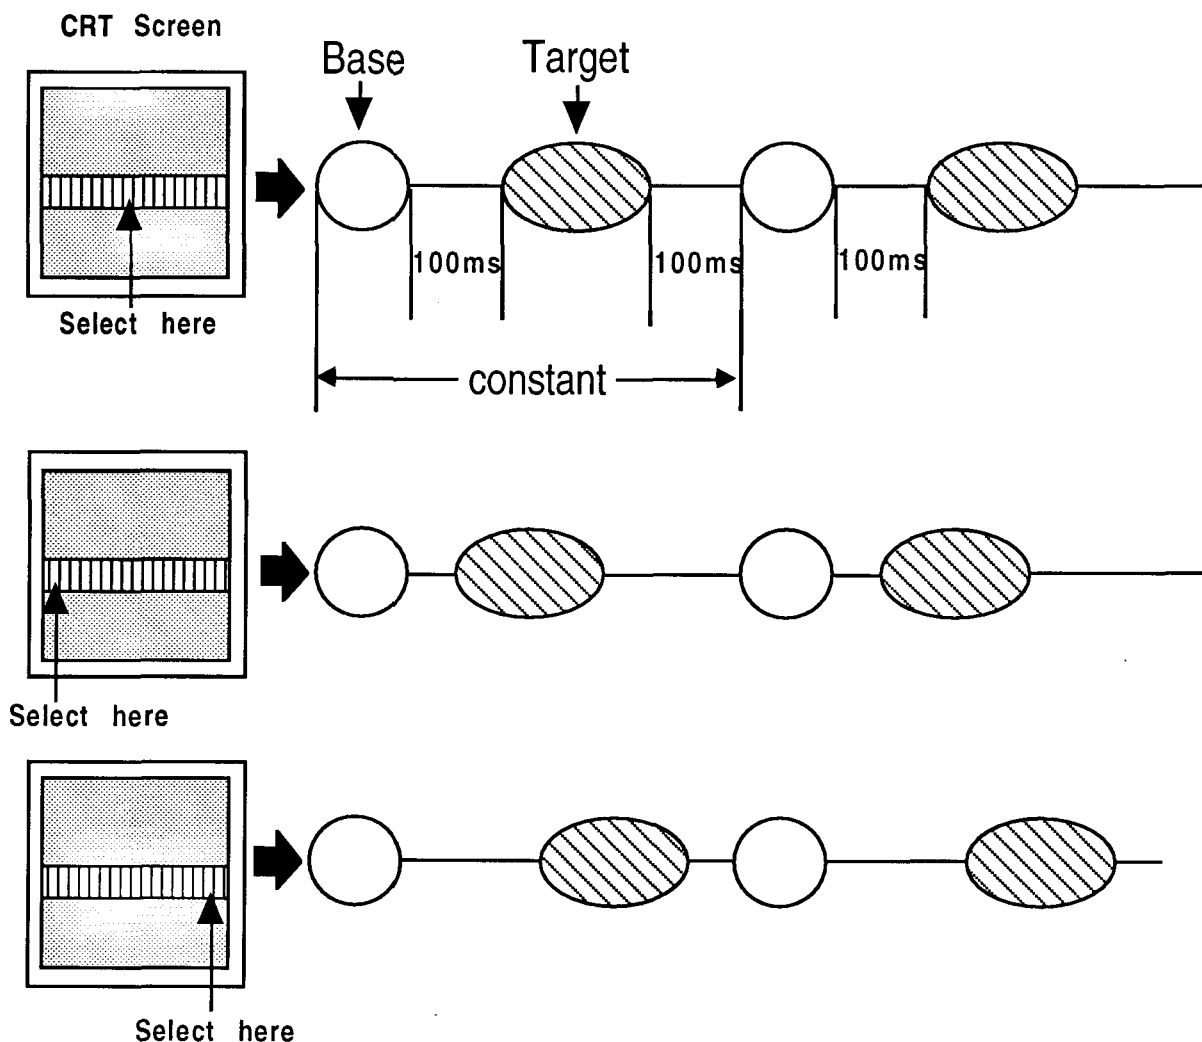 CRT Screen
Base
Target
100ms
100ms
100ms
Select here
constant
Select here
Select here